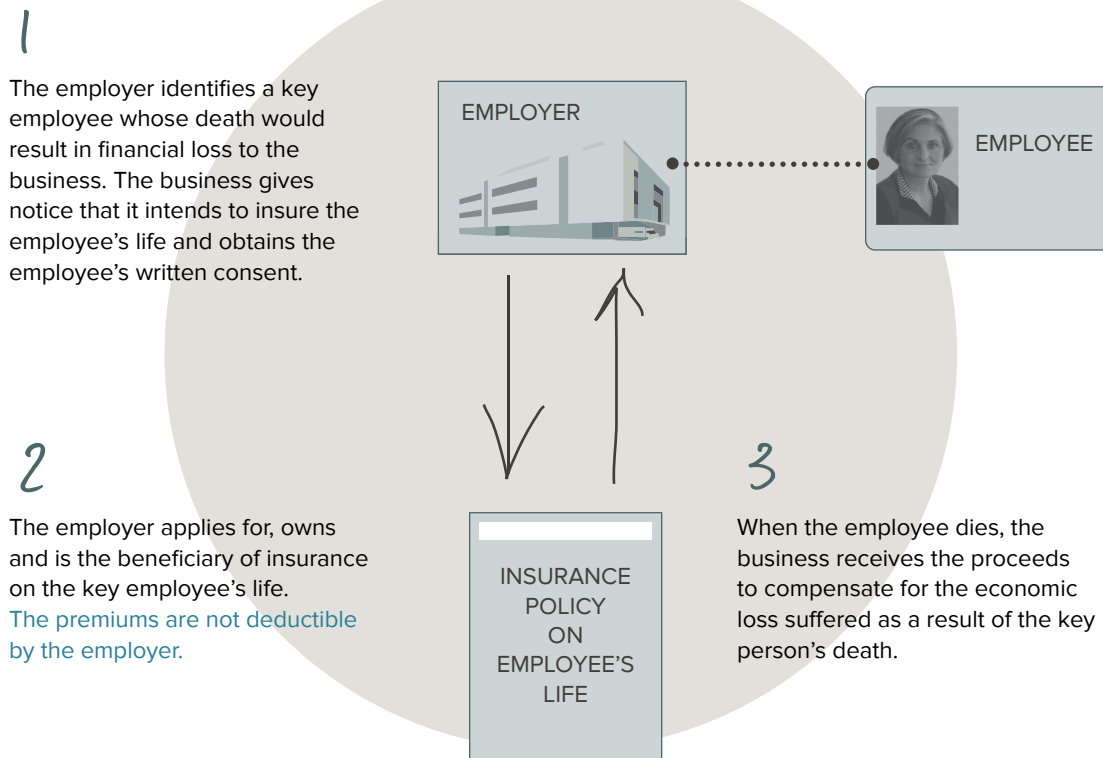 1
The employer identifies a key
employee whose death would
result in financial loss to the
business. The business gives
notice that it intends to insure the
employee’s life and obtains the
employee’s written consent.
EMPLOYER
EMPLOYEE
2
The employer applies for, owns
and is the beneficiary of insurance
on the key employee’s life.
The premiums are not deductible
by the employer.
INSURANCE
POLICY
ON
EMPLOYEE’S
LIFE
3
When the employee dies, the
business receives the proceeds
to compensate for the economic
loss suffered as a result of the key
person’s death.